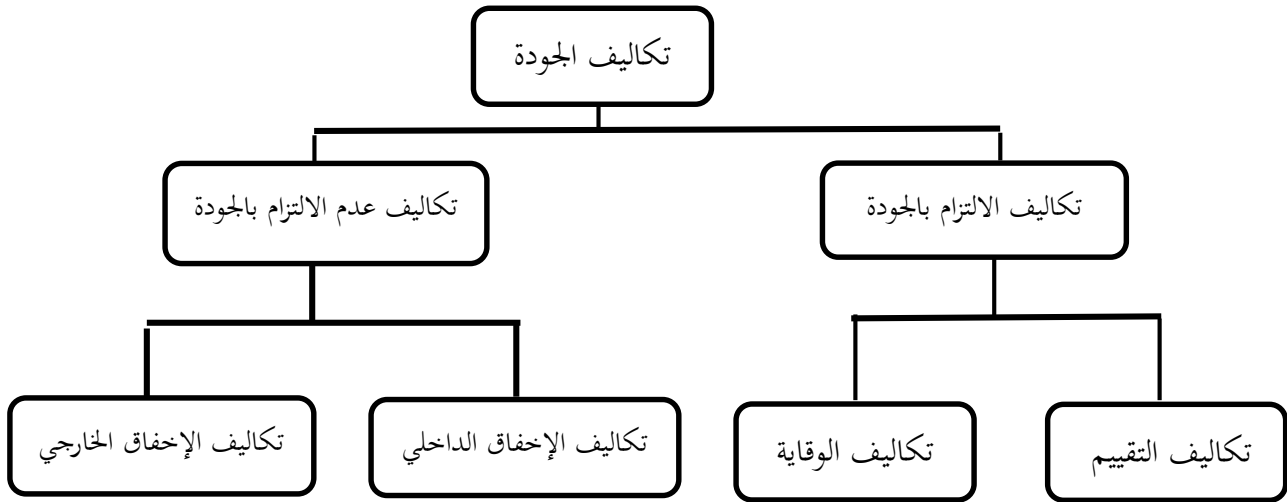 تكاليف الجودة
تكاليف الالتزام بالجودة
تكاليف عدم الالتزام بالجودة
تكاليف التقييم
تكاليف الوقاية
تكاليف الإخفاق الداخلي
تكاليف الإخفاق الخارجي